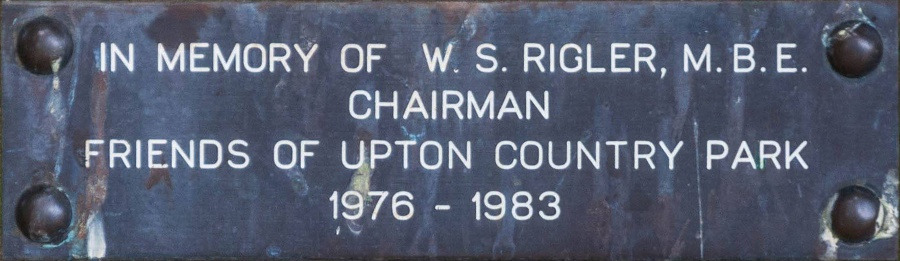 IN MEMORY OF W. S. RIGLER, M.B.E.
CHAIRMAN
FRIENDS OF UPTON COUNTRY PARK
1976 - 1983